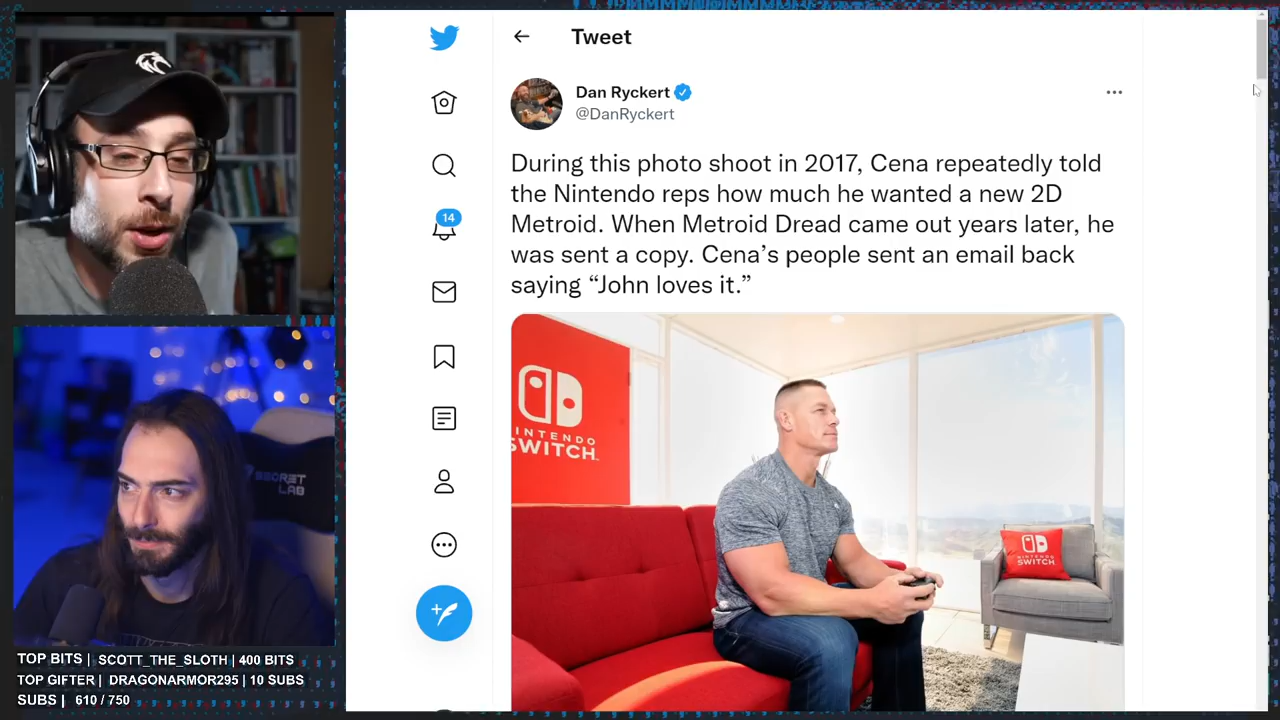 Tweet
Dan Ryckert
@DanRyckert
During this photo shoot in 2017, Cena repeatedly told
the Nintendo reps how much he wanted a new 2D
Metroid. When Metroid Dread came out years later, he
was sent a copy. Cena’s people sent an email back
saying “John loves it.”
14
NINTENDO
SWITCH
NINTENDO
SWITCH
SECRET
LAB
TOP BITS | SCOTT_THE_SLOTH | 400 BITS
TOP GIFTER | DRAGONARMOR295 | 10 SUBS
SUBS | 610 / 750